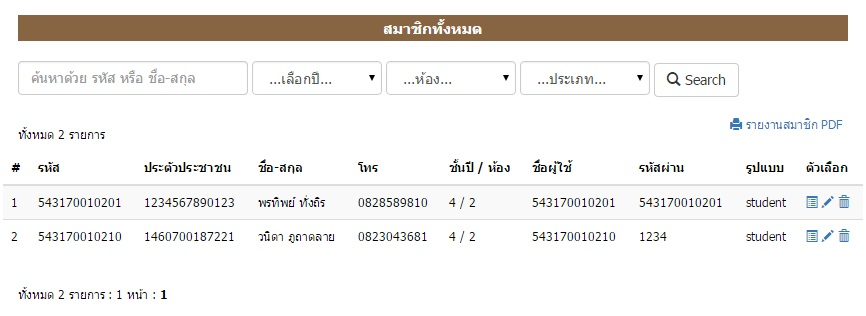 สมาชิกทั้งหมด
ค้นหาด้วย รหัส หรือ ชื่อ-สกุล ...เลือกปี... ...ห้อง... ...ประเภท... Search
รายงานสมาชิก PDF
ทั้งหมด 2 รายการ
# รหัส ประตัวประชาชน ชื่อ-สกุล โทร ชั้นปี / ห้อง ชื่อผู้ใช้ รหัสผ่าน รูปแบบ ตัวเลือก
1 543170010201 1234567890123 พรทิพย์ ทั่งถิร 0828589810 4 / 2 543170010201 543170010201 student
2 543170010210 1460700187221 วนิดา ภูถาดลาย 0823043681 4 / 2 543170010210 1234 student
ทั้งหมด 2 รายการ : 1 หน้า : 1